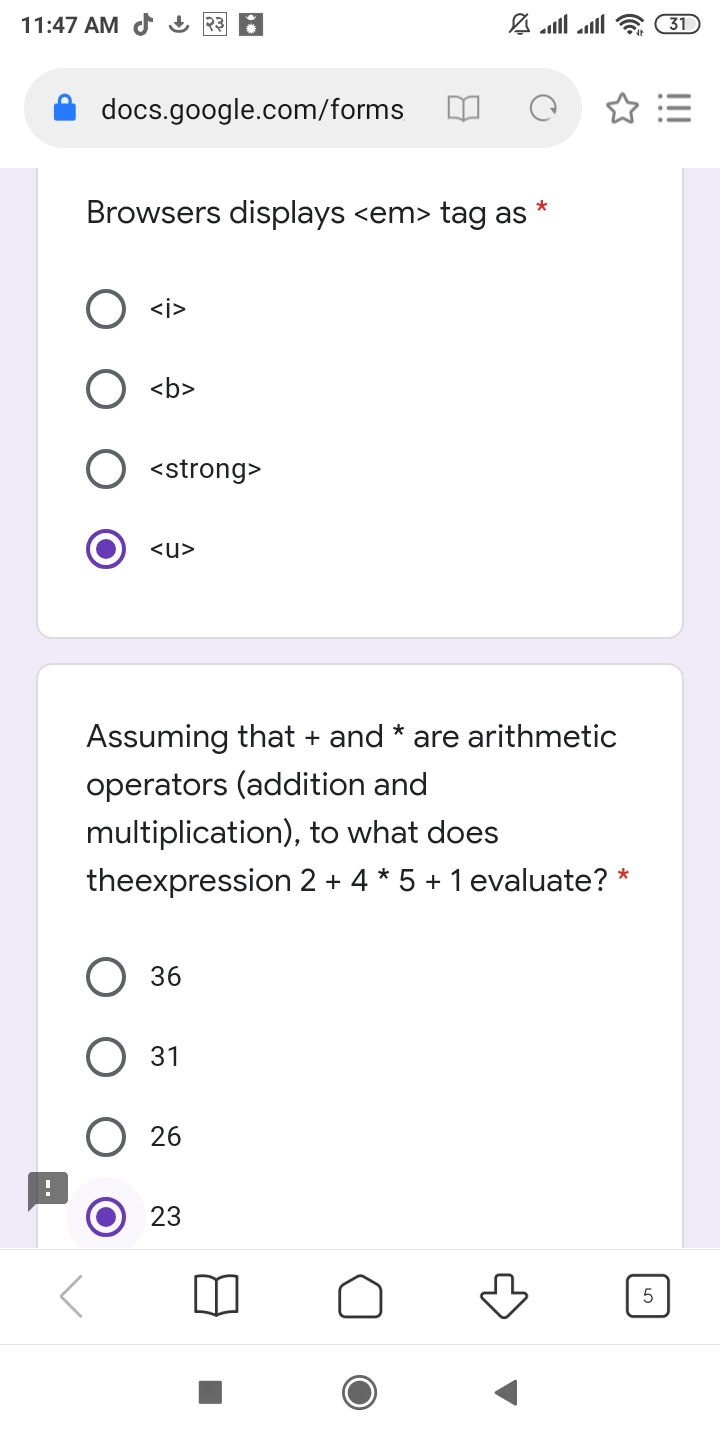 11:47 AM २३ 31
docs.google.com/forms
Browsers displays <em> tag as *
<i>
<b>
<strong>
<u>
Assuming that + and * are arithmetic
operators (addition and
multiplication), to what does
theexpression 2 + 4 * 5 + 1 evaluate? *
36
31
26
23
5